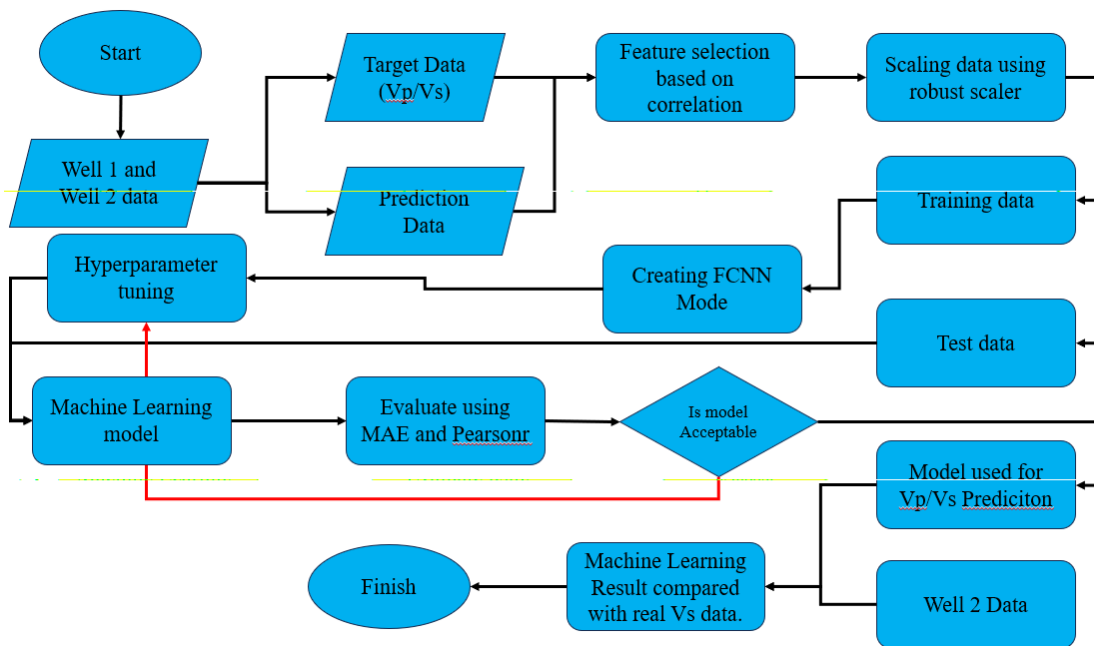 Start
Target Data
(Vp/Vs)
Feature selection
based on
correlation
Scaling data using
robust scaler
Well 1 and
Well 2 data
Prediction
Data
Training data
Hyperparameter
tuning
Creating FCNN
Mode
Test data
Machine Learning
model
Evaluate using
MAE and Pearsonr
Is model
Acceptable
Model used for
Vp/Vs Prediciton
Machine Learning
Result compared
with real Vs data.
Finish
Well 2 Data